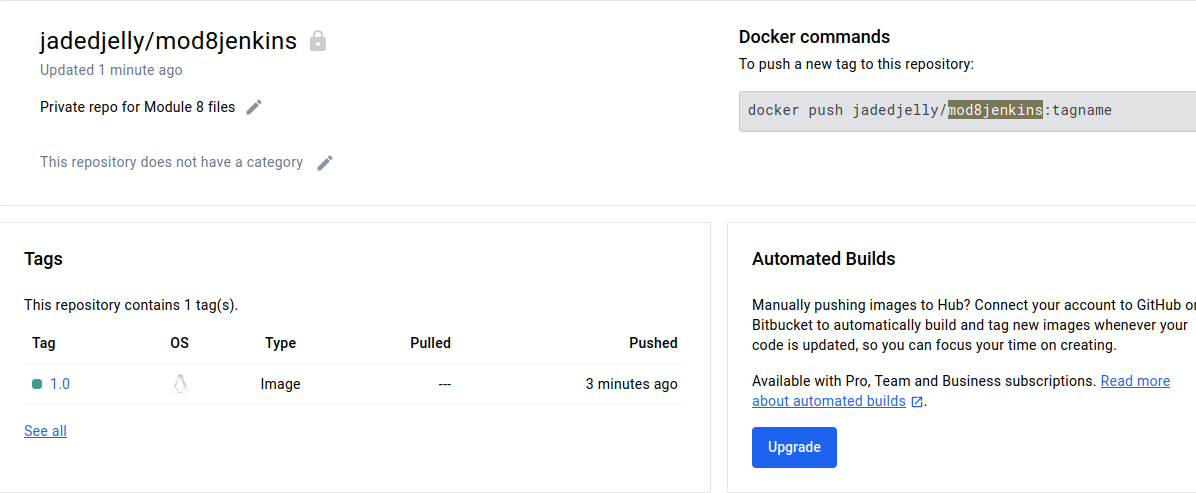 jadedjelly/mod8jenkins
Updated 1 minute ago
Private repo for Module 8 files
This repository does not have a category
Docker commands
To push a new tag to this repository:
docker push jadedjelly/mod8jenkins:tagname
Tags
This repository contains 1 tag(s).
Tag OS Type Pulled Pushed
1.0 Image --- 3 minutes ago
See all
Automated Builds
Manually pushing images to Hub? Connect your account to GitHub or
Bitbucket to automatically build and tag new images whenever your
code is updated, so you can focus your time on creating.
Available with Pro, Team and Business subscriptions. Read more
about automated builds .
Upgrade